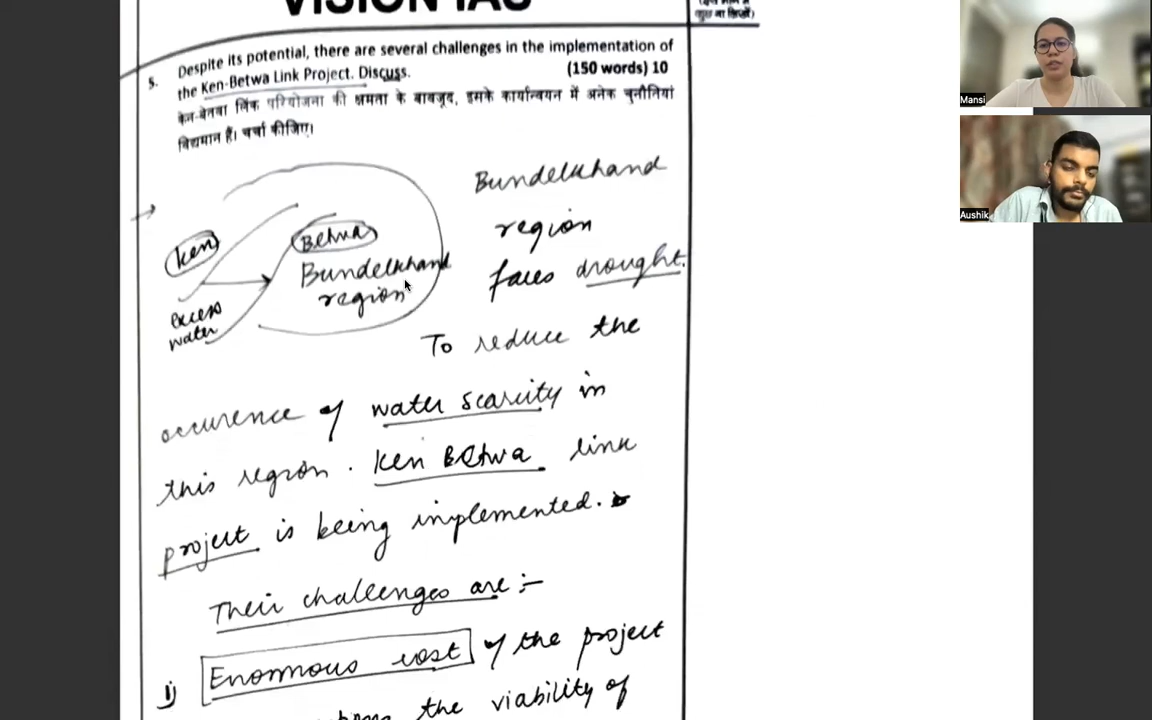 VISION IAS
5. Despite its potential, there are several challenges in the implementation of
the Ken-Betwa Link Project. Discuss. (150 words) 10
केन-बेतवा लिंक परियोजना की क्षमता के बावजूद, इसके कार्यान्वयन में अनेक चुनौतियां
विद्यमान हैं। चर्चा कीजिए।
कुछ ना लिखें)
Ken
excess
water
Betwa
Bundelkhand
region
Bundelkhand
region
faces drought.
To reduce the
occurence of water scarcity in
this region. Ken Betwa link
project is being implemented.
Their challenges are :-
1) Enormous cost of the project
the viability of
Mansi
Aushik